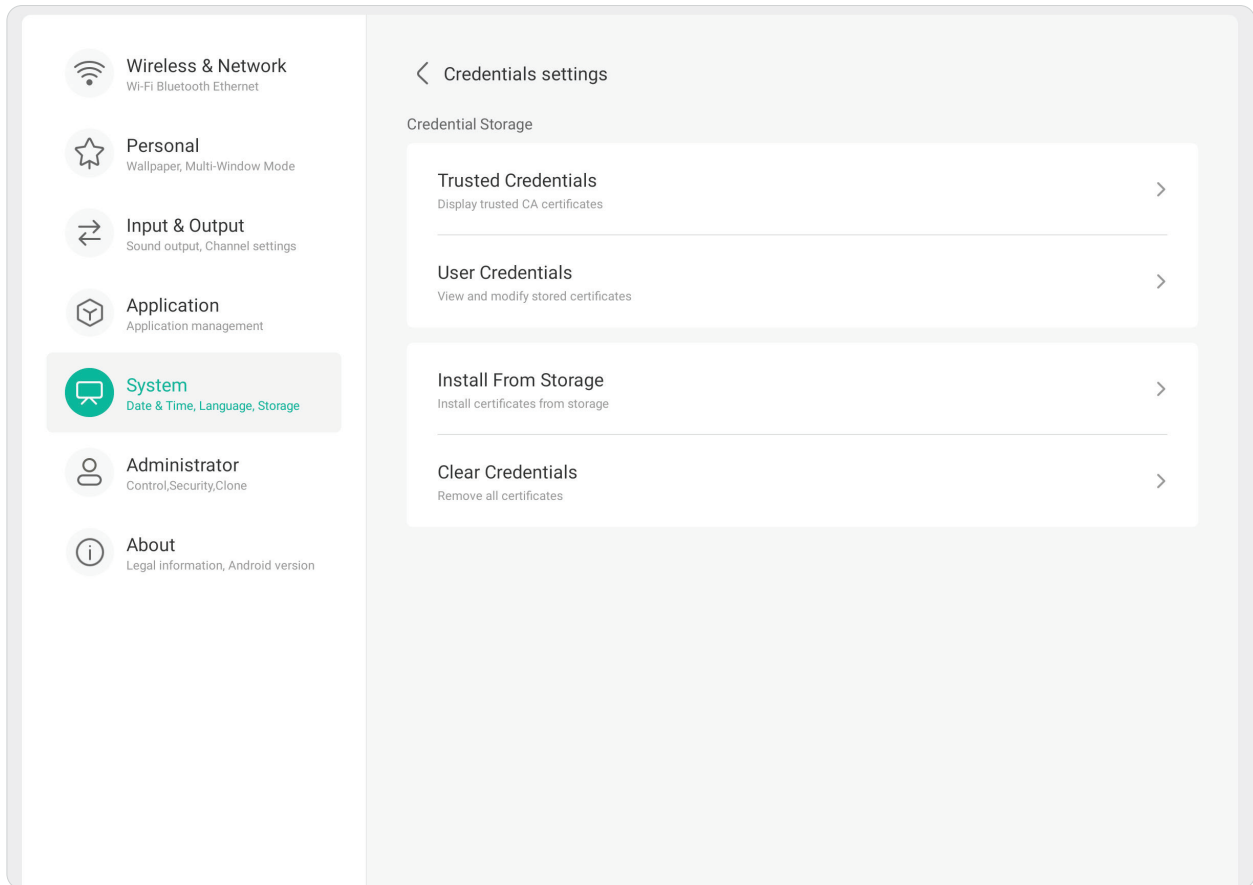 Wireless & Network
Wi-Fi Bluetooth Ethernet
Personal
Wallpaper, Multi-Window Mode
Input & Output
Sound output, Channel settings
Application
Application management
System
Date & Time, Language, Storage
Administrator
Control,Security,Clone
About
Legal information, Android version
Credentials settings
Credential Storage
Trusted Credentials
Display trusted CA certificates
User Credentials
View and modify stored certificates
Install From Storage
Install certificates from storage
Clear Credentials
Remove all certificates